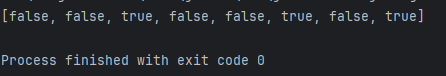 [false, false, true, false, false, true, false, true]
Process finished with exit code 0